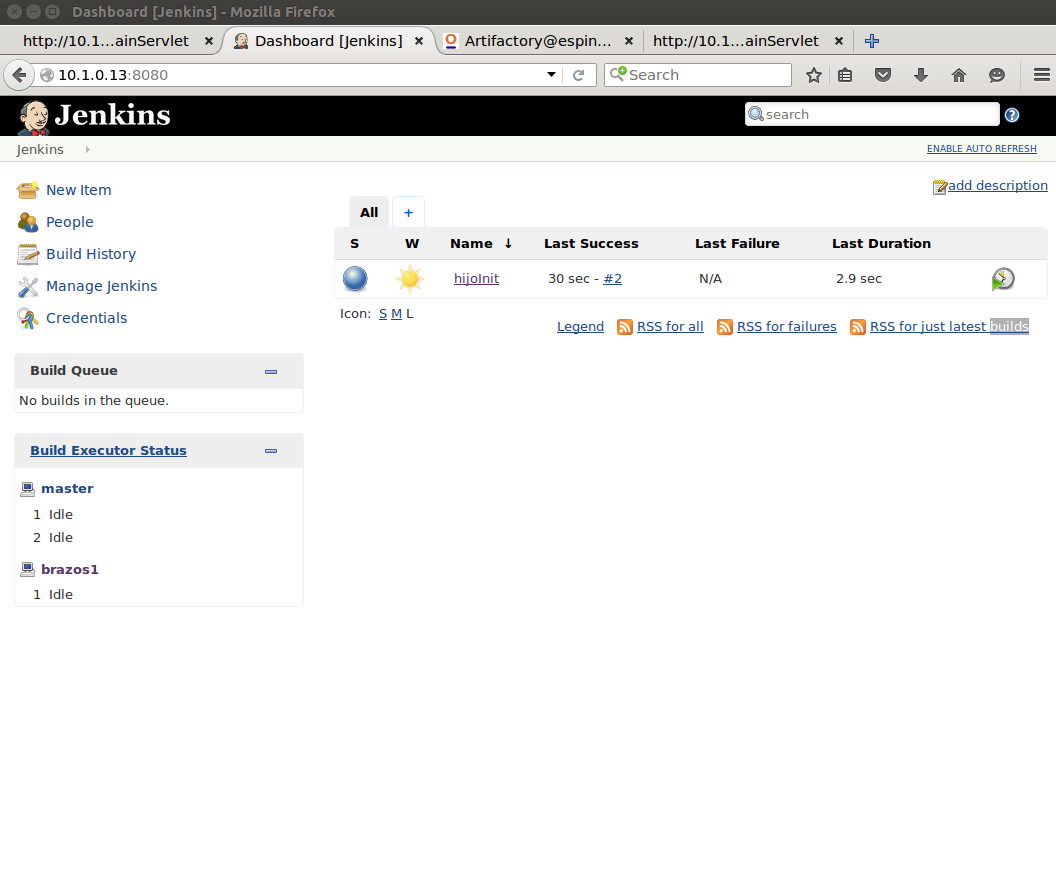 Dashboard [Jenkins] - Mozilla Firefox
http://10.1...ainServlet Dashboard [Jenkins] Artifactory@espin... http://10.1...ainServlet
10.1.0.13:8080 Search
Jenkins search
Jenkins ENABLE AUTO REFRESH
add description
New Item
People
Build History
Manage Jenkins
Credentials
All +
S W Name ↓ Last Success Last Failure Last Duration
hijoInit 30 sec - #2 N/A 2.9 sec
Icon: S M L
Legend RSS for all RSS for failures RSS for just latest builds
Build Queue
No builds in the queue.
Build Executor Status
master
1 Idle
2 Idle
brazos1
1 Idle